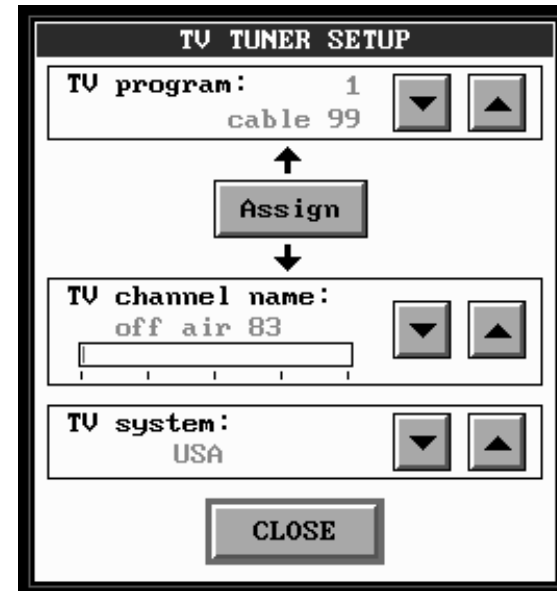 TV TUNER SETUP
TV program: 1
cable 99
Assign
TV channel name:
off air 83
TV system:
USA
CLOSE